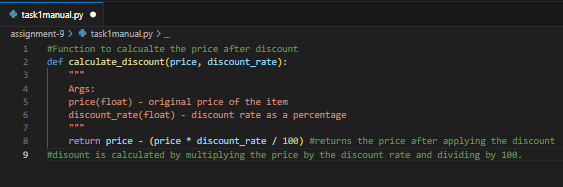 task1manual.py
assignment-9 > task1manual.py > ...
1 #Function to calcualte the price after discount
2 def calculate_discount(price, discount_rate):
3 """
4 Args:
5 price(float) - original price of the item
6 discount_rate(float) - discount rate as a percentage
7 """
8 return price - (price * discount_rate / 100) #returns the price after applying the discount
9 #disount is calculated by multiplying the price by the discount rate and dividing by 100.